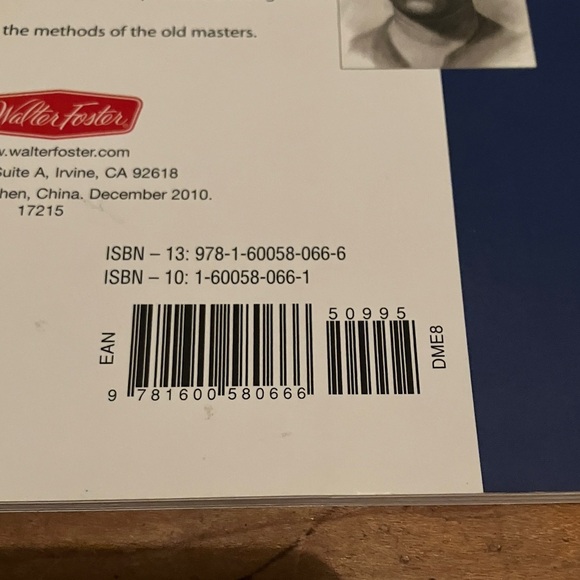 the methods of the old masters.
Walter Foster
w.walterfoster.com
Suite A, Irvine, CA 92618
hen, China. December 2010.
17215
ISBN – 13: 978-1-60058-066-6
ISBN – 10: 1-60058-066-1
50995
EAN
DME8
9 781600 580666